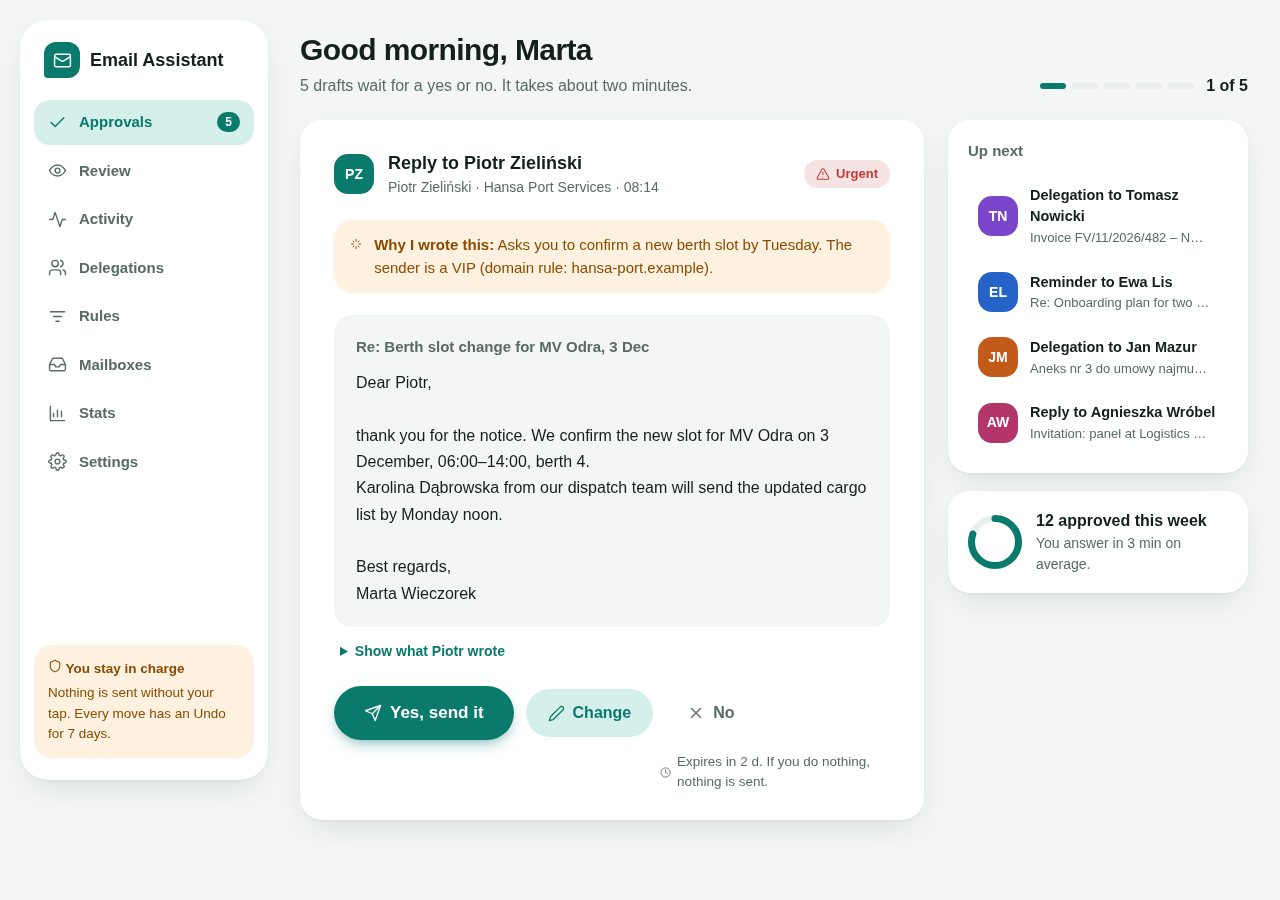 Email Assistant
Approvals 5
Review
Activity
Delegations
Rules
Mailboxes
Stats
Settings
You stay in charge
Nothing is sent without your
tap. Every move has an Undo
for 7 days.
Good morning, Marta
5 drafts wait for a yes or no. It takes about two minutes.
1 of 5
PZ
Reply to Piotr Zieliński
Piotr Zieliński · Hansa Port Services · 08:14
Urgent
Why I wrote this: Asks you to confirm a new berth slot by Tuesday. The
sender is a VIP (domain rule: hansa-port.example).
Re: Berth slot change for MV Odra, 3 Dec
Dear Piotr,
thank you for the notice. We confirm the new slot for MV Odra on 3
December, 06:00–14:00, berth 4.
Karolina Dąbrowska from our dispatch team will send the updated cargo
list by Monday noon.
Best regards,
Marta Wieczorek
Show what Piotr wrote
Yes, send it
Change
No
Expires in 2 d. If you do nothing,
nothing is sent.
Up next
TN
Delegation to Tomasz
Nowicki
Invoice FV/11/2026/482 – N…
EL
Reminder to Ewa Lis
Re: Onboarding plan for two …
JM
Delegation to Jan Mazur
Aneks nr 3 do umowy najmu…
AW
Reply to Agnieszka Wróbel
Invitation: panel at Logistics …
12 approved this week
You answer in 3 min on
average.